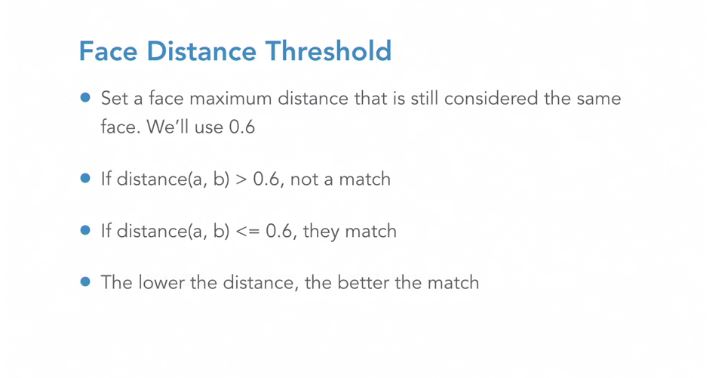 Face Distance Threshold
Set a face maximum distance that is still considered the same
face. We'll use 0.6
If distance(a, b) > 0.6, not a match
If distance(a, b) <= 0.6, they match
The lower the distance, the better the match